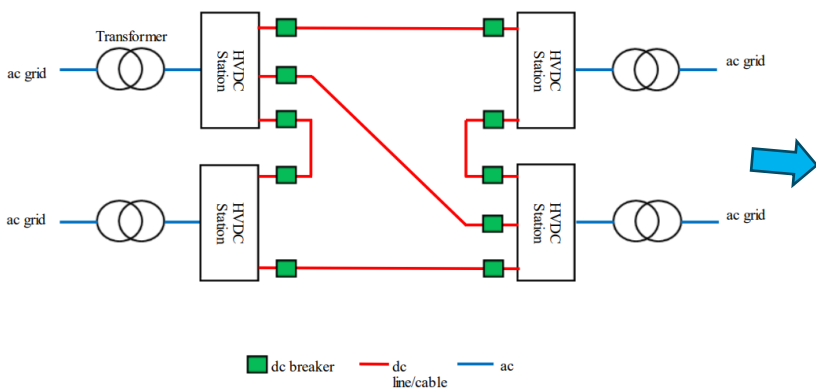 Transformer
ac grid
HVDC
Station
HVDC
Station
ac grid
ac grid
HVDC
Station
HVDC
Station
ac grid
dc breaker
dc
line/cable
ac